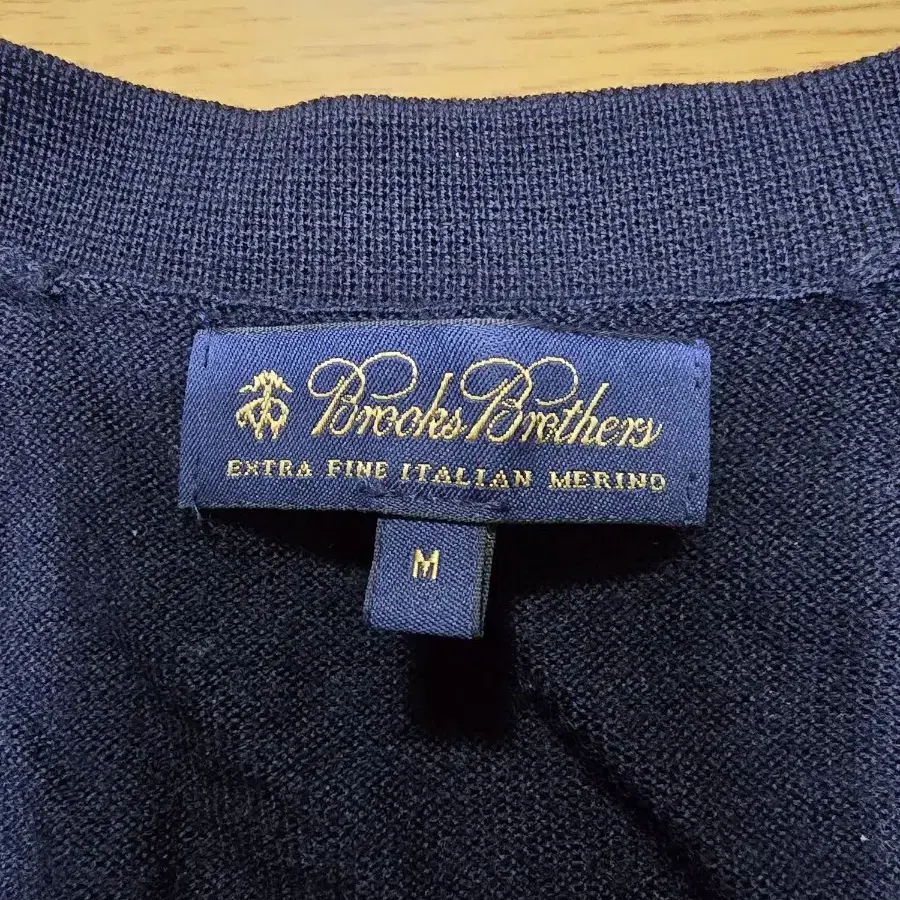 Brooks Brothers
EXTRA FINE ITALIAN MERINO
M